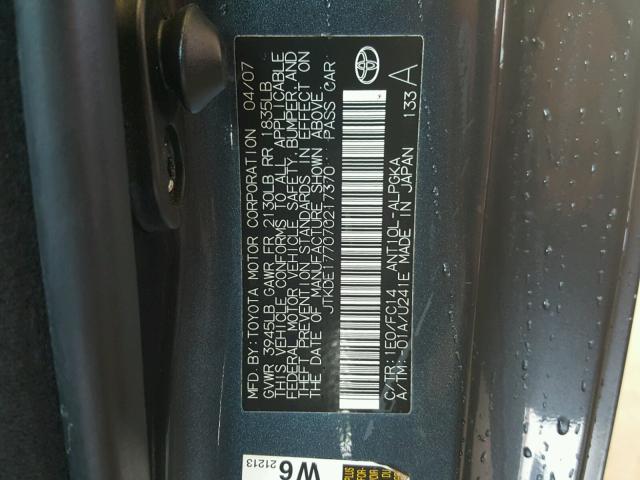 MFD. BY: TOYOTA MOTOR CORPORATION 04/07
GVWR 3945LB GAWR FR 2130LB RR 1835LB
THIS VEHICLE CONFORMS TO ALL APPLICABLE
FEDERAL MOTOR VEHICLE SAFETY, BUMPER, AND
THEFT PREVENTION STANDARDS IN EFFECT ON
THE DATE OF MANUFACTURE SHOWN ABOVE.
JTKDE177070217370 PASS CAR
C/TR: 1E0/FC14 ANT10L-ALPGKA
A/TM: -01A/U241E MADE IN JAPAN
133 A
W6
21213